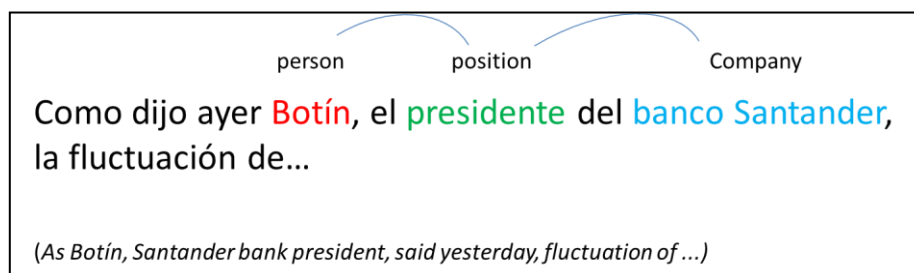 person position Company
Como dijo ayer Botín, el presidente del banco Santander,
la fluctuación de...
(As Botín, Santander bank president, said yesterday, fluctuation of ...)